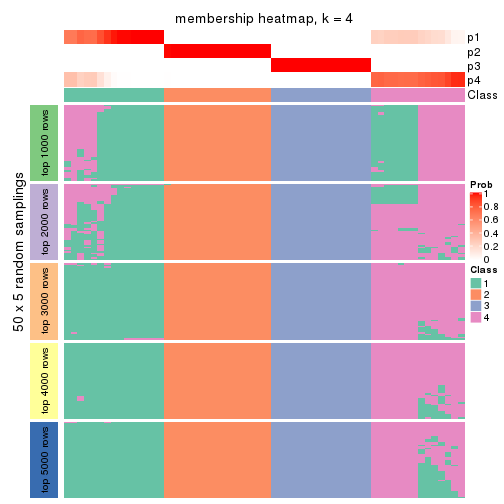 membership heatmap, k = 4
p1
p2
p3
p4
Class
50 x 5 random samplings
top 1000 rows
top 2000 rows
top 3000 rows
top 4000 rows
top 5000 rows
Prob
1
0.8
0.6
0.4
0.2
0
Class
1
2
3
4